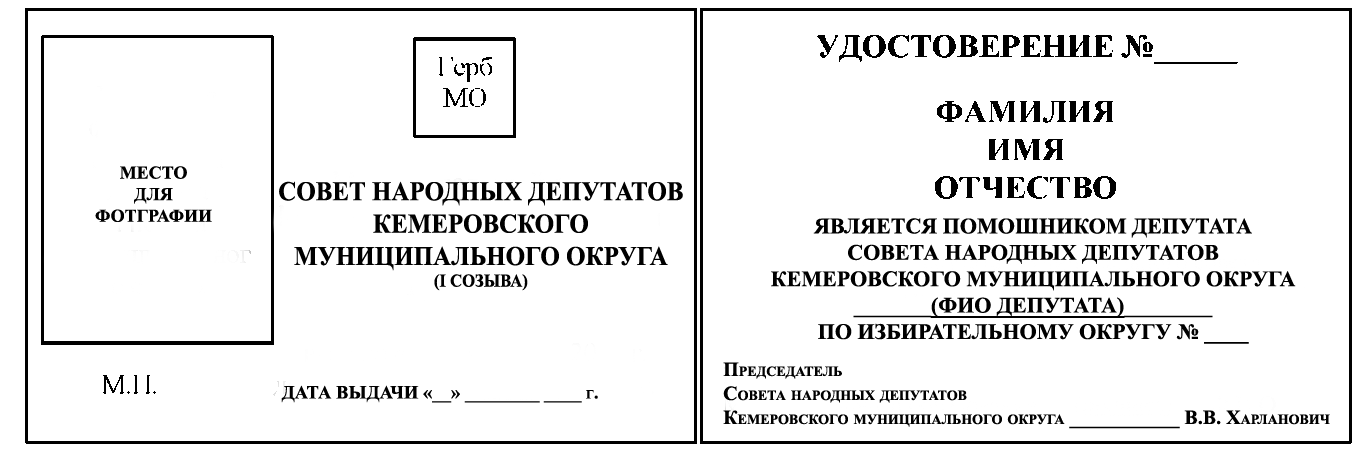 Герб
МО
МЕСТО
ДЛЯ
ФОТГРАФИИ
СОВЕТ НАРОДНЫХ ДЕПУТАТОВ
КЕМЕРОВСКОГО
МУНИЦИПАЛЬНОГО ОКРУГА
(I СОЗЫВА)
М.П.
ДАТА ВЫДАЧИ «__» ________ ____ г.
УДОСТОВЕРЕНИЕ №_____
ФАМИЛИЯ
ИМЯ
ОТЧЕСТВО
ЯВЛЯЕТСЯ ПОМОШНИКОМ ДЕПУТАТА
СОВЕТА НАРОДНЫХ ДЕПУТАТОВ
КЕМЕРОВСКОГО МУНИЦИПАЛЬНОГО ОКРУГА
_______(ФИО ДЕПУТАТА)________
ПО ИЗБИРАТЕЛЬНОМУ ОКРУГУ № ____
Председатель
Совета народных депутатов
Кемеровского муниципального округа ___________ В.В. Харланович